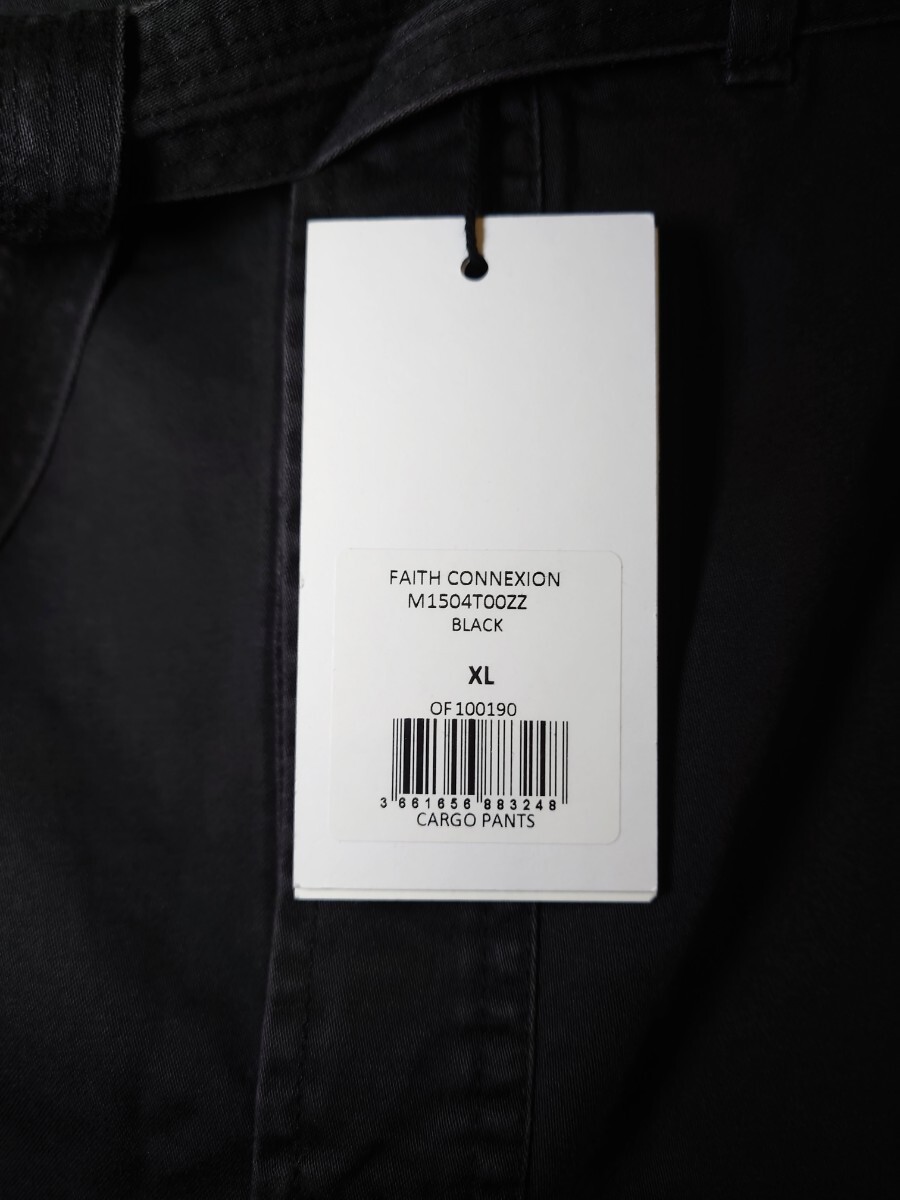 FAITH CONNEXION
M1504T00ZZ
BLACK
XL
OF100190
3 661656 883248
CARGO PANTS